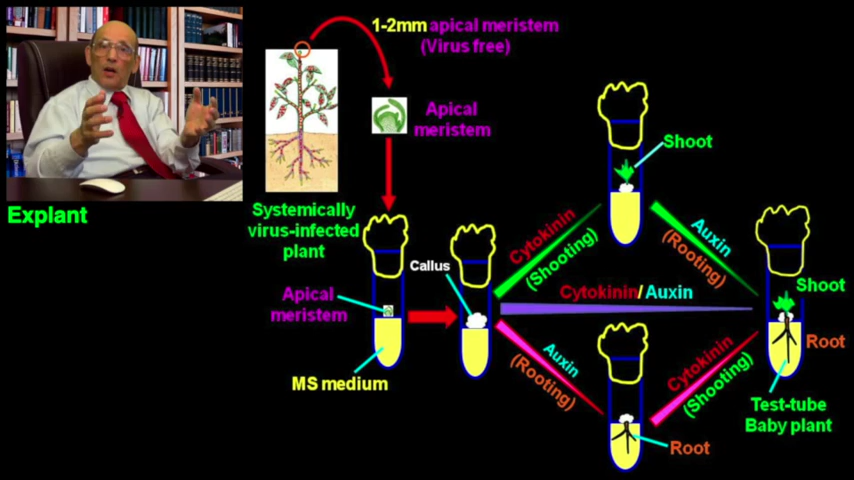 1-2mm apical meristem
(Virus free)
Apical
meristem
Explant
Systemically
virus-infected
plant
Apical
meristem
MS medium
Callus
Cytokinin
(Shooting)
Shoot
Auxin
(Rooting)
Cytokinin/Auxin
Auxin
(Rooting)
Root
Cytokinin
(Shooting)
Shoot
Root
Test-tube
Baby plant